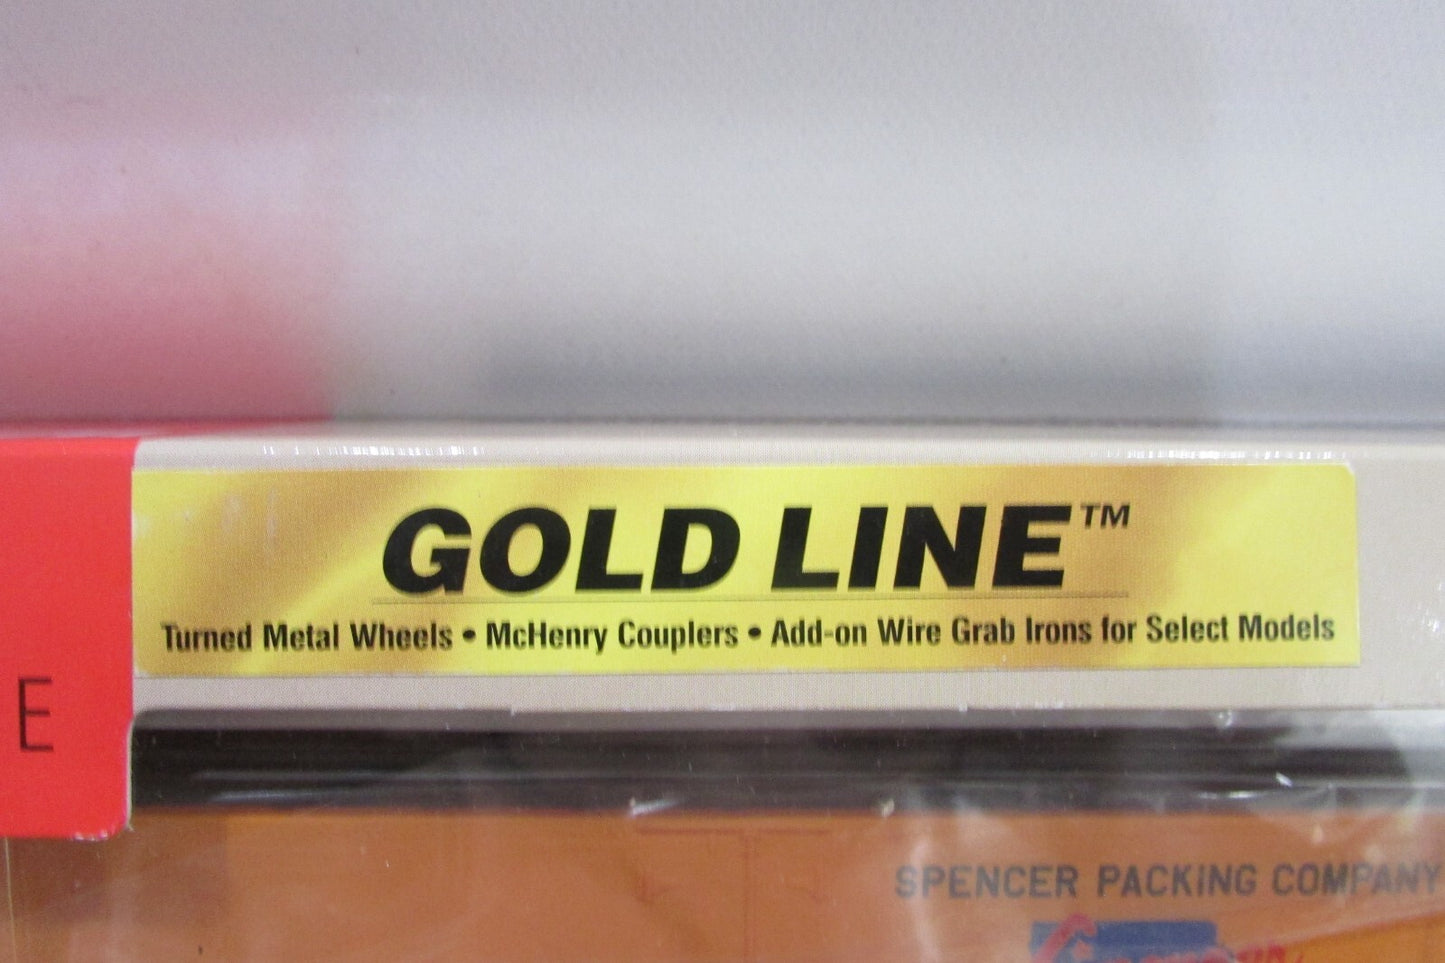 GOLD LINE™
Turned Metal Wheels • McHenry Couplers • Add-on Wire Grab Irons for Select Models
E
SPENCER PACKING COMPANY